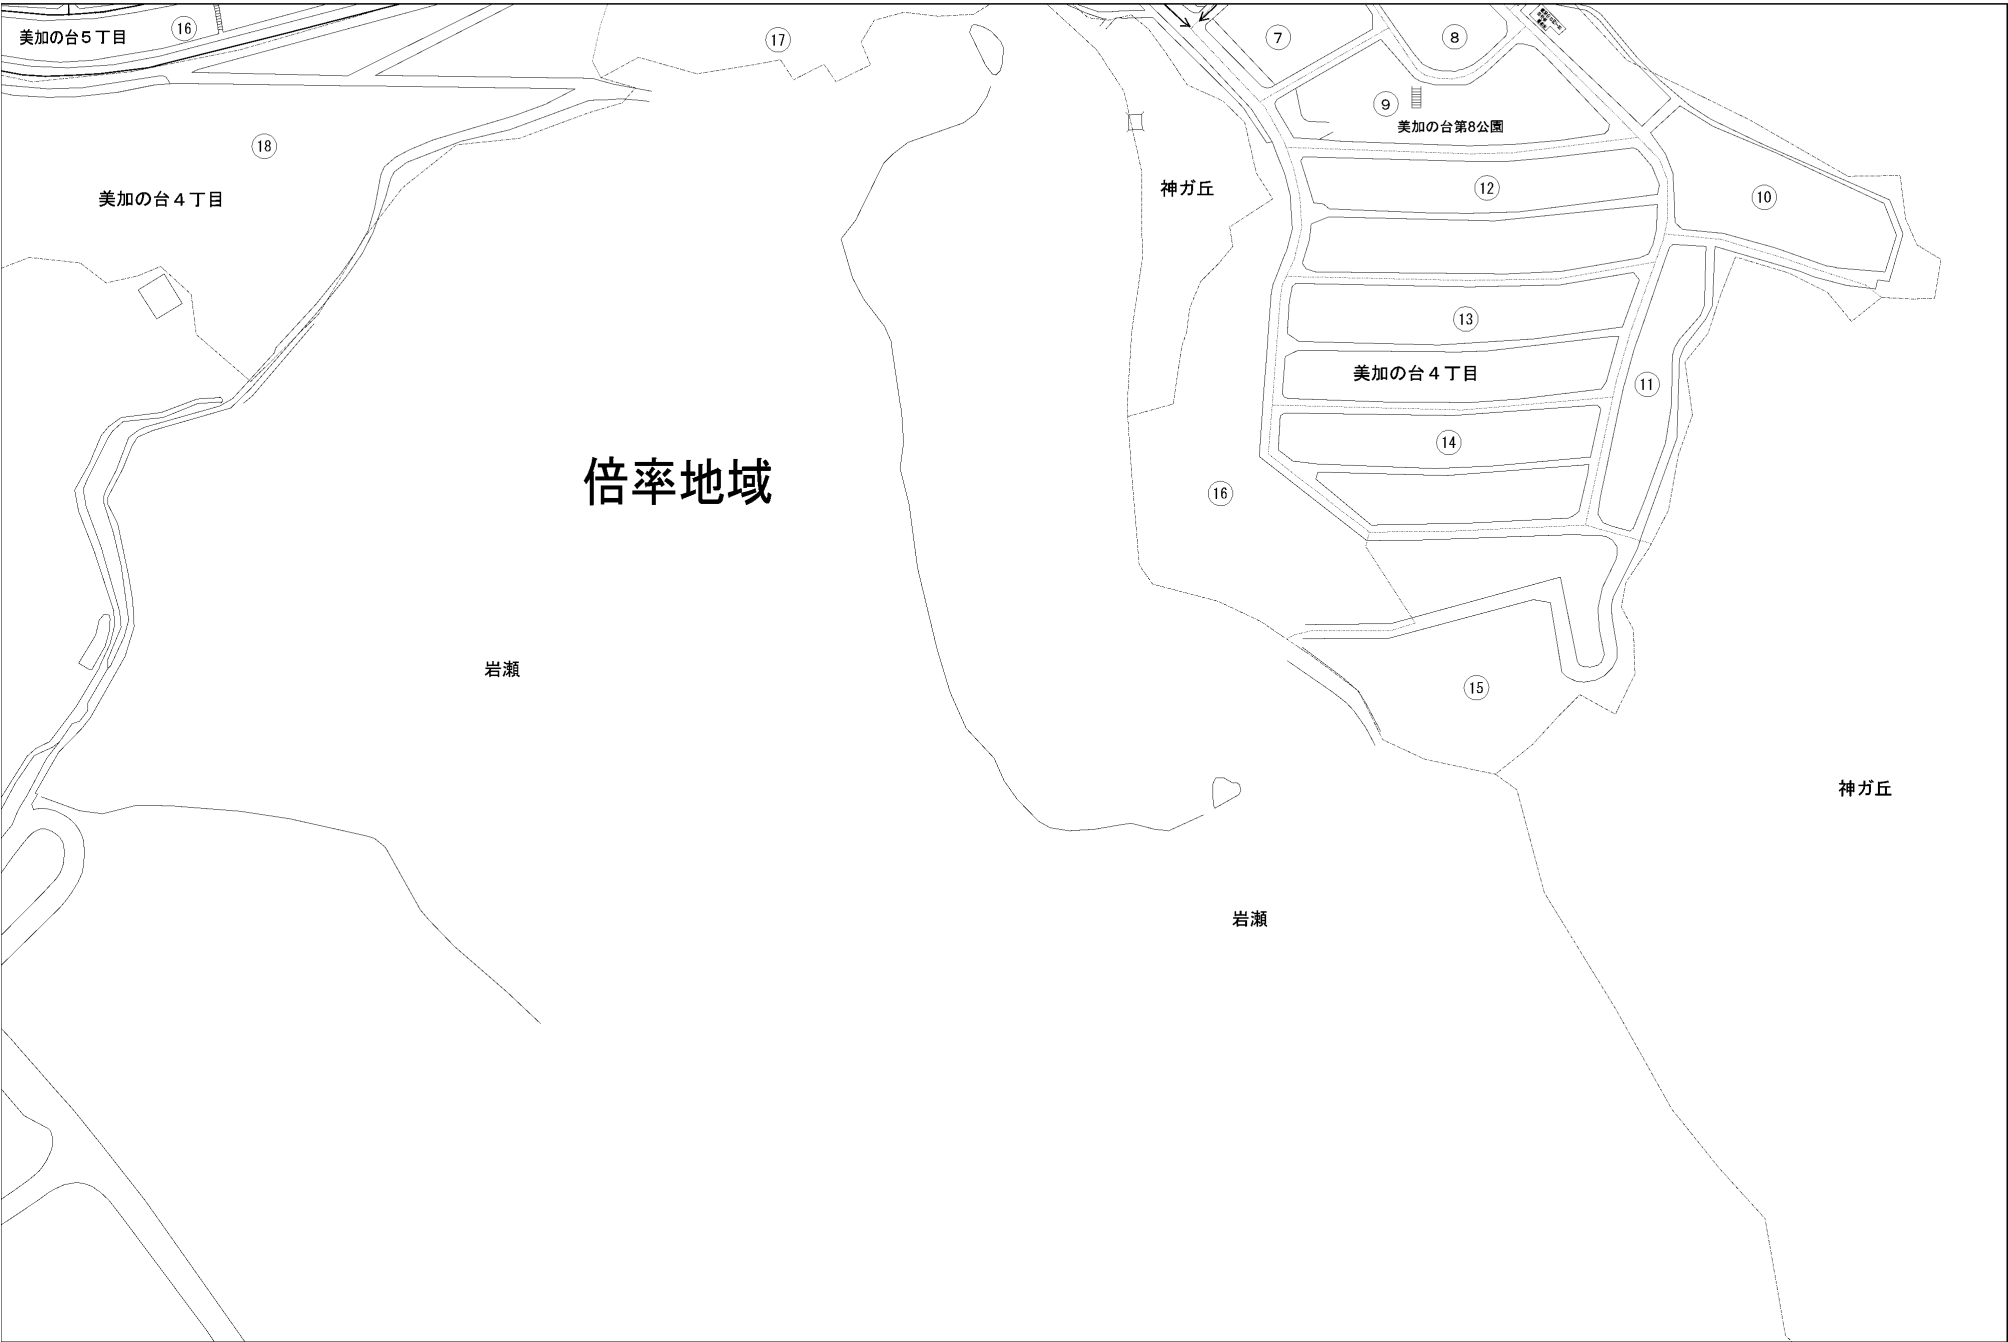 美加の台５丁目
⑯
⑰
⑦
⑧
⑨
美加の台第8公園
⑱
美加の台４丁目
神ガ丘
⑫
⑩
⑬
美加の台４丁目
⑪
⑭
倍率地域
⑯
岩瀬
⑮
神ガ丘
岩瀬